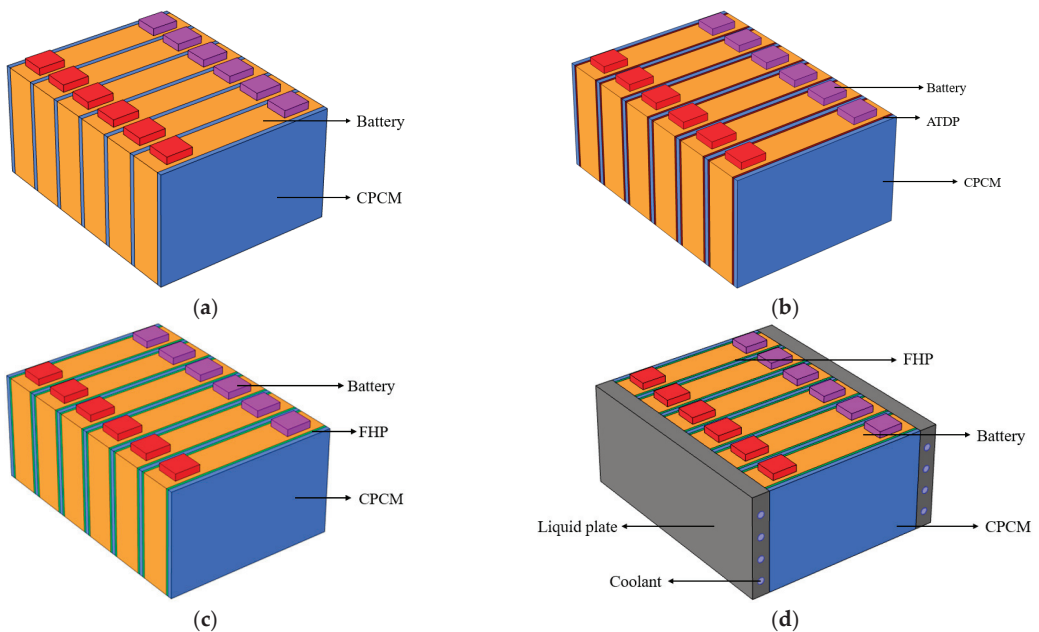 Battery
CPCM
(a)
Battery
ATDP
CPCM
(b)
Battery
FHP
CPCM
(c)
FHP
Battery
Liquid plate
CPCM
Coolant
(d)